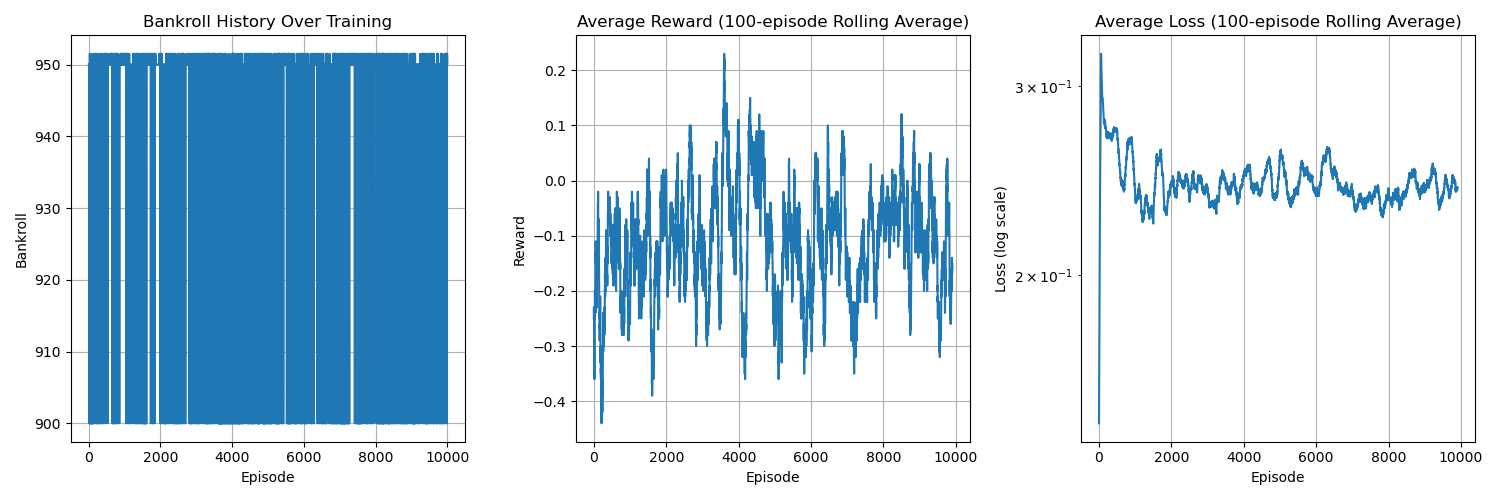 Bankroll History Over Training
950
940
930
920
910
900
Bankroll
0
2000
4000
6000
8000
10000
Episode
Average Reward (100-episode Rolling Average)
0.2
0.1
0.0
−0.1
−0.2
−0.3
−0.4
Reward
0
2000
4000
6000
8000
10000
Episode
Average Loss (100-episode Rolling Average)
3 × 10⁻¹
2 × 10⁻¹
Loss (log scale)
0
2000
4000
6000
8000
10000
Episode